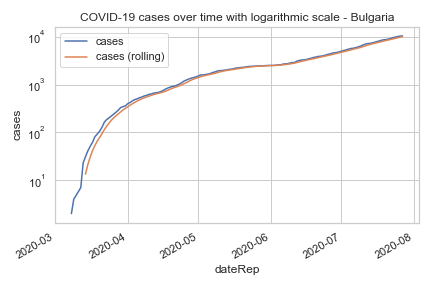 COVID-19 cases over time with logarithmic scale - Bulgaria
cases
cases (rolling)
10⁴
10³
10²
10¹
cases
2020-03
2020-04
2020-05
2020-06
2020-07
2020-08
dateRep